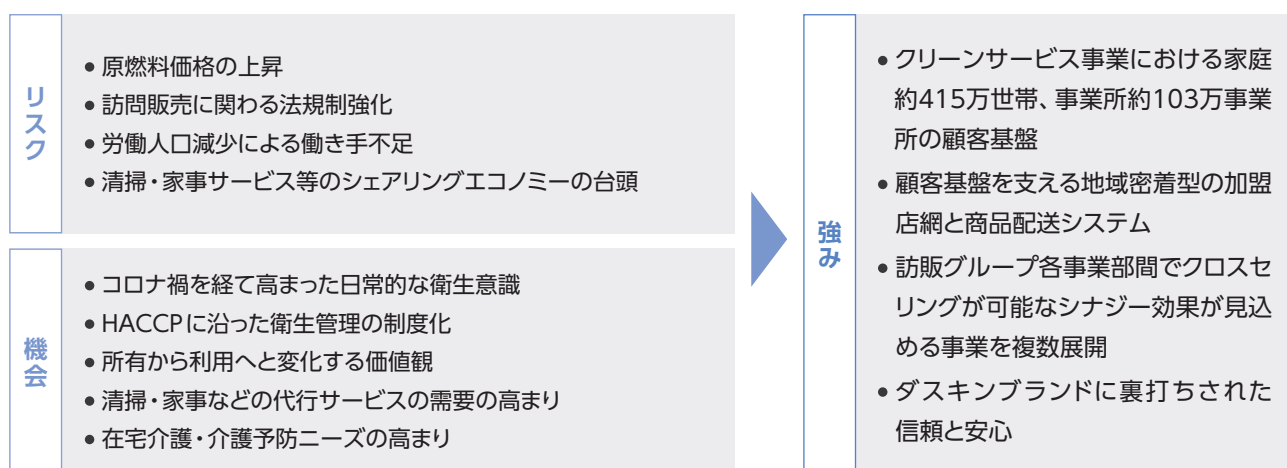 リスク
● 原燃料価格の上昇
● 訪問販売に関わる法規制強化
● 労働人口減少による働き手不足
● 清掃・家事サービス等のシェアリングエコノミーの台頭
機会
● コロナ禍を経て高まった日常的な衛生意識
● HACCPに沿った衛生管理の制度化
● 所有から利用へと変化する価値観
● 清掃・家事などの代行サービスの需要の高まり
● 在宅介護・介護予防ニーズの高まり
強み
● クリーンサービス事業における家庭
約415万世帯、事業所約103万事業
所の顧客基盤
● 顧客基盤を支える地域密着型の加盟
店網と商品配送システム
● 訪販グループ各事業部間でクロスセ
リングが可能なシナジー効果が見込
める事業を複数展開
● ダスキンブランドに裏打ちされた
信頼と安心